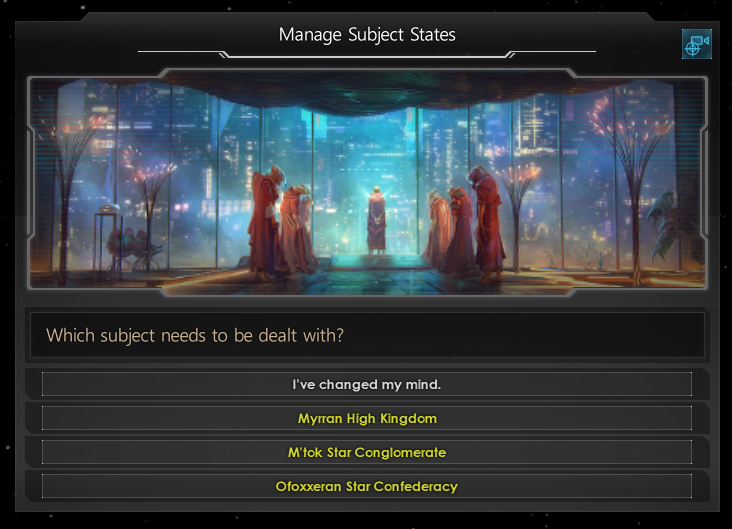 Manage Subject States
Which subject needs to be dealt with?
I've changed my mind.
Myrran High Kingdom
M'tok Star Conglomerate
Ofoxxeran Star Confederacy